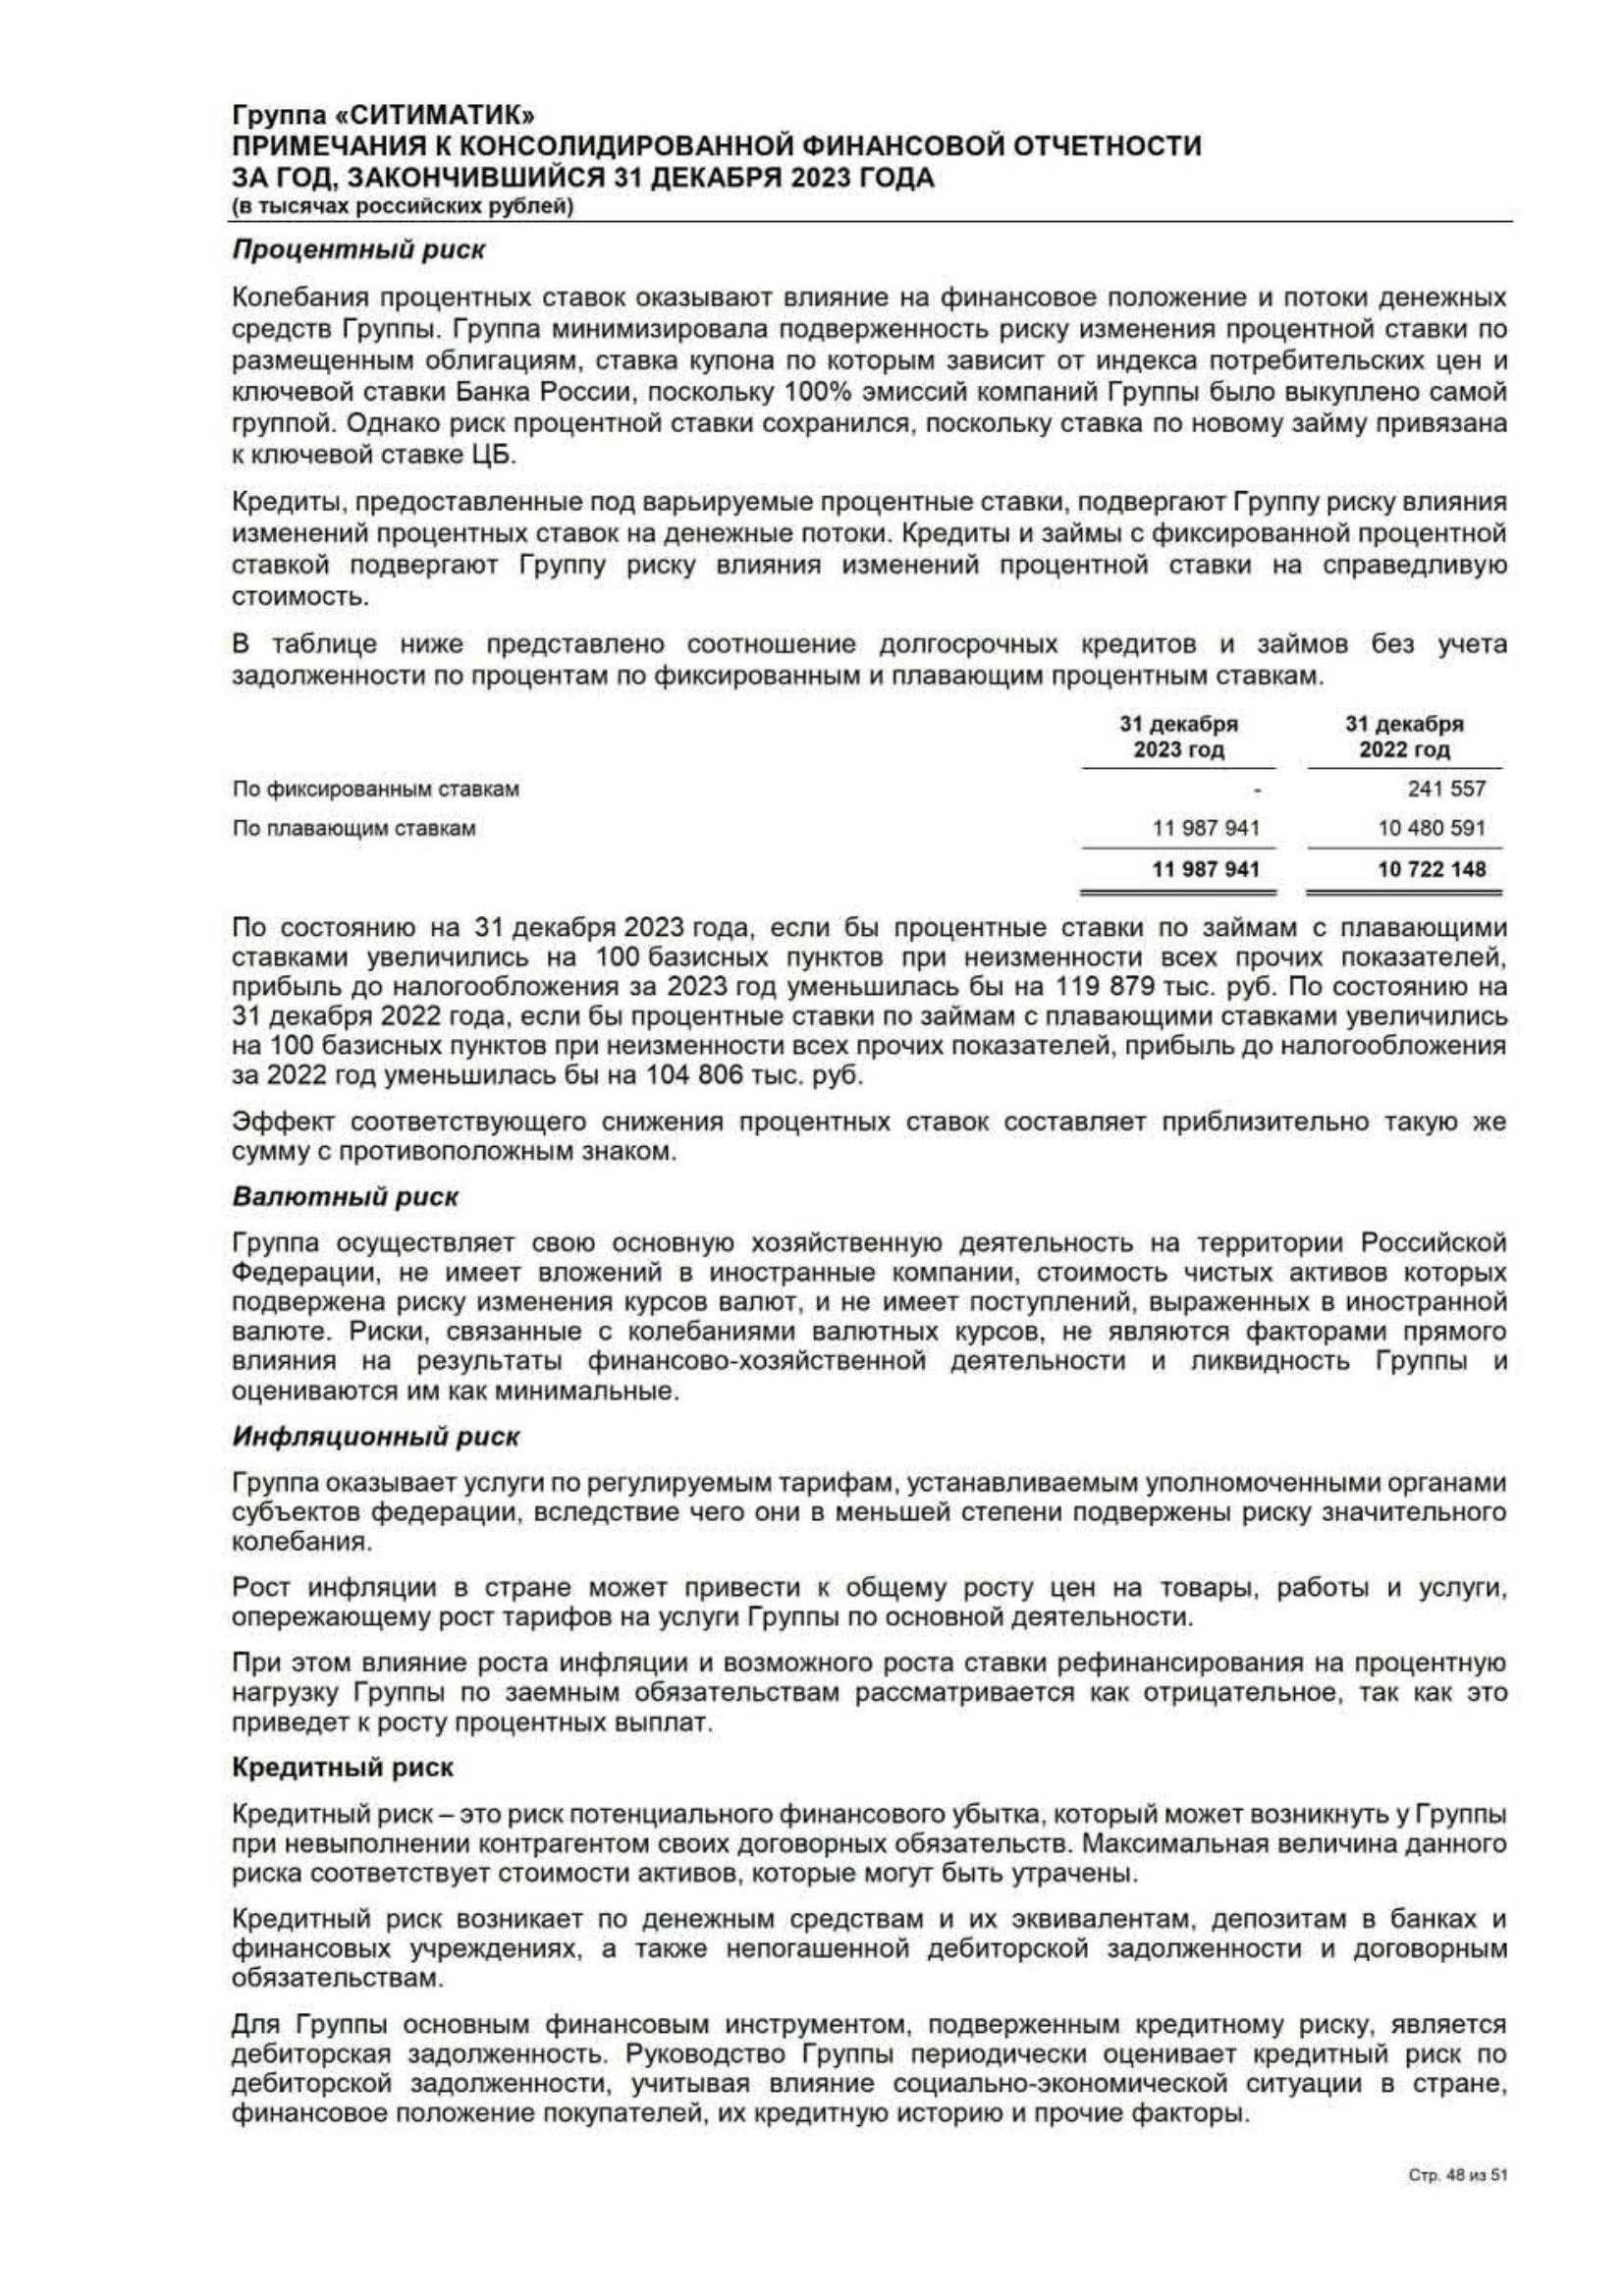 Группа «СИТИМАТИК»
ПРИМЕЧАНИЯ К КОНСОЛИДИРОВАННОЙ ФИНАНСОВОЙ ОТЧЕТНОСТИ
ЗА ГОД, ЗАКОНЧИВШИЙСЯ 31 ДЕКАБРЯ 2023 ГОДА
(в тысячах российских рублей)
Процентный риск
Колебания процентных ставок оказывают влияние на финансовое положение и потоки денежных
средств Группы. Группа минимизировала подверженность риску изменения процентной ставки по
размещенным облигациям, ставка купона по которым зависит от индекса потребительских цен и
ключевой ставки Банка России, поскольку 100% эмиссий компаний Группы было выкуплено самой
группой. Однако риск процентной ставки сохранился, поскольку ставка по новому займу привязана
к ключевой ставке ЦБ.
Кредиты, предоставленные под варьируемые процентные ставки, подвергают Группу риску влияния
изменений процентных ставок на денежные потоки. Кредиты и займы с фиксированной процентной
ставкой подвергают Группу риску влияния изменений процентной ставки на справедливую
стоимость.
В таблице ниже представлено соотношение долгосрочных кредитов и займов без учета
задолженности по процентам по фиксированным и плавающим процентным ставкам.
31 декабря 31 декабря
2023 год 2022 год
По фиксированным ставкам - 241 557
По плавающим ставкам 11 987 941 10 480 591
11 987 941 10 722 148
По состоянию на 31 декабря 2023 года, если бы процентные ставки по займам с плавающими
ставками увеличились на 100 базисных пунктов при неизменности всех прочих показателей,
прибыль до налогообложения за 2023 год уменьшилась бы на 119 879 тыс. руб. По состоянию на
31 декабря 2022 года, если бы процентные ставки по займам с плавающими ставками увеличились
на 100 базисных пунктов при неизменности всех прочих показателей, прибыль до налогообложения
за 2022 год уменьшилась бы на 104 806 тыс. руб.
Эффект соответствующего снижения процентных ставок составляет приблизительно такую же
сумму с противоположным знаком.
Валютный риск
Группа осуществляет свою основную хозяйственную деятельность на территории Российской
Федерации, не имеет вложений в иностранные компании, стоимость чистых активов которых
подвержена риску изменения курсов валют, и не имеет поступлений, выраженных в иностранной
валюте. Риски, связанные с колебаниями валютных курсов, не являются факторами прямого
влияния на результаты финансово-хозяйственной деятельности и ликвидность Группы и
оцениваются им как минимальные.
Инфляционный риск
Группа оказывает услуги по регулируемым тарифам, устанавливаемым уполномоченными органами
субъектов федерации, вследствие чего они в меньшей степени подвержены риску значительного
колебания.
Рост инфляции в стране может привести к общему росту цен на товары, работы и услуги,
опережающему рост тарифов на услуги Группы по основной деятельности.
При этом влияние роста инфляции и возможного роста ставки рефинансирования на процентную
нагрузку Группы по заемным обязательствам рассматривается как отрицательное, так как это
приведет к росту процентных выплат.
Кредитный риск
Кредитный риск – это риск потенциального финансового убытка, который может возникнуть у Группы
при невыполнении контрагентом своих договорных обязательств. Максимальная величина данного
риска соответствует стоимости активов, которые могут быть утрачены.
Кредитный риск возникает по денежным средствам и их эквивалентам, депозитам в банках и
финансовых учреждениях, а также непогашенной дебиторской задолженности и договорным
обязательствам.
Для Группы основным финансовым инструментом, подверженным кредитному риску, является
дебиторская задолженность. Руководство Группы периодически оценивает кредитный риск по
дебиторской задолженности, учитывая влияние социально-экономической ситуации в стране,
финансовое положение покупателей, их кредитную историю и прочие факторы.
Стр. 48 из 51